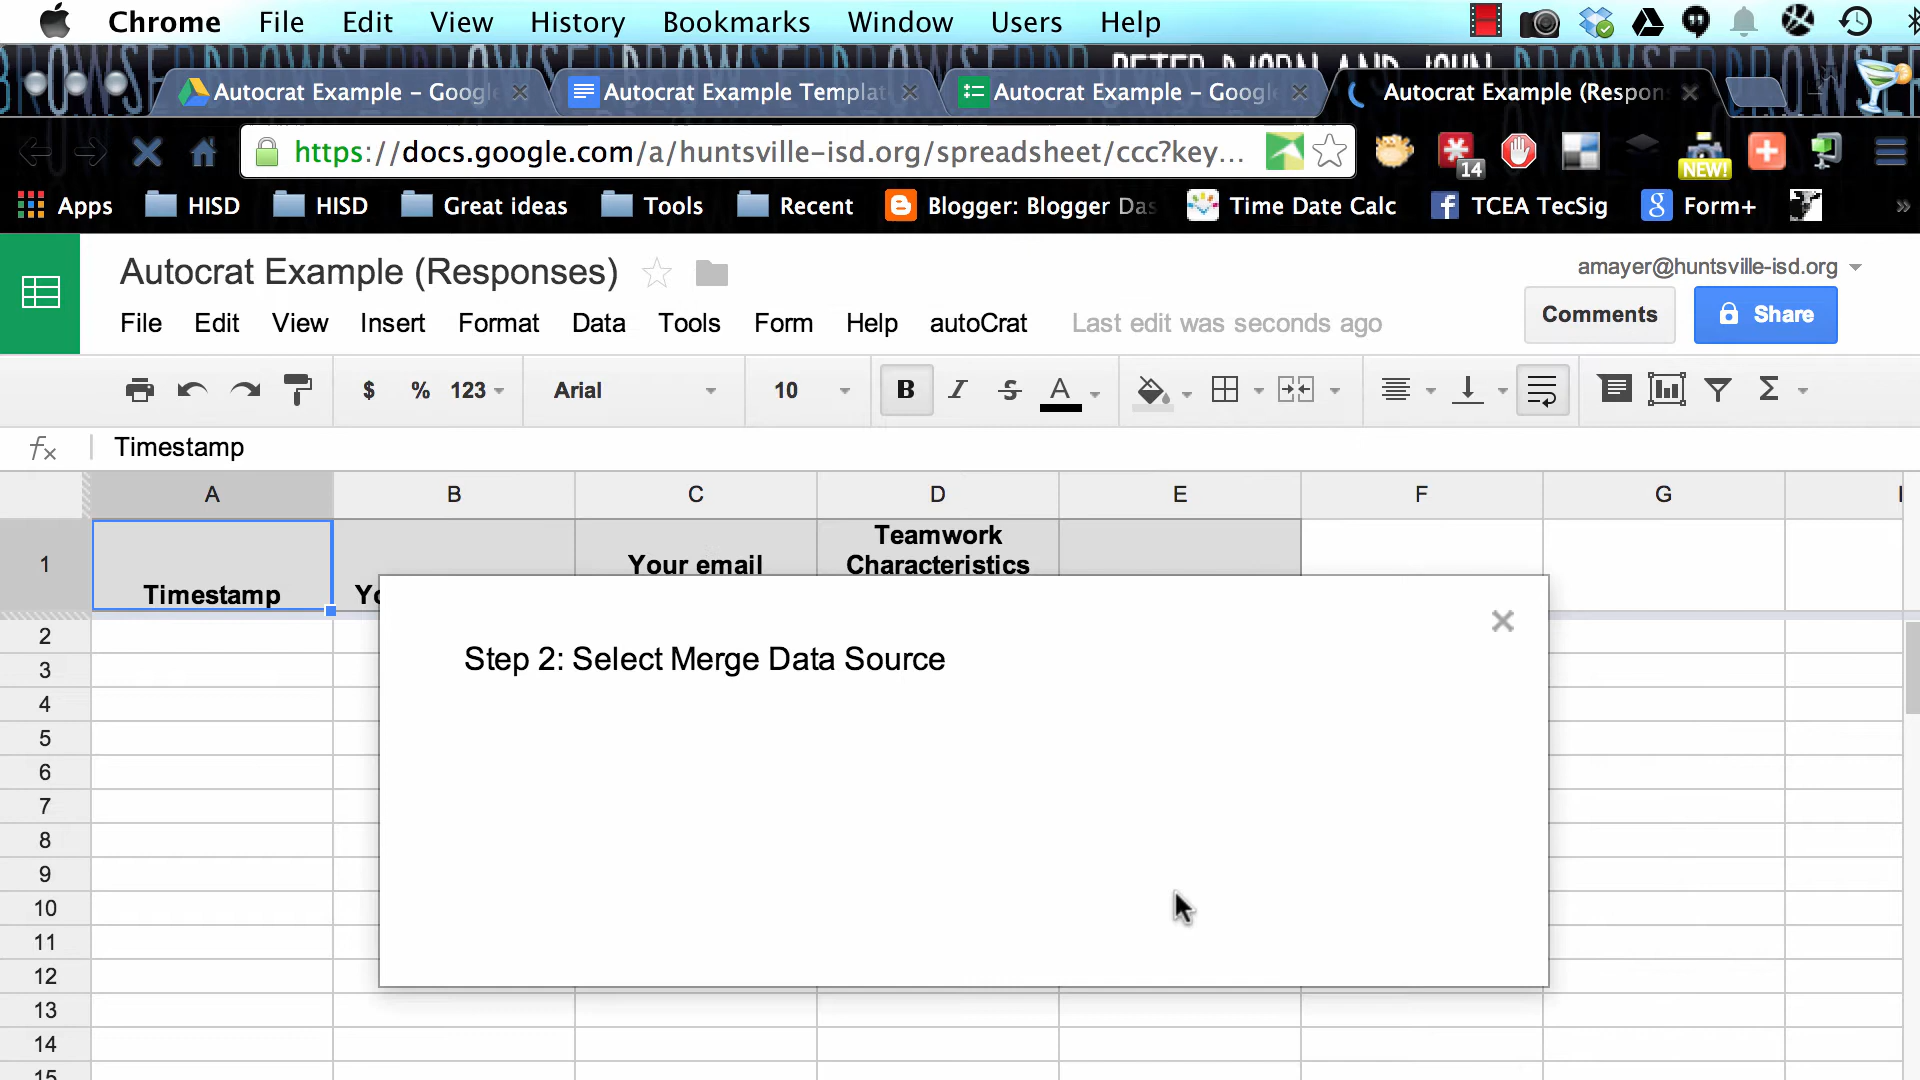 Chrome File Edit View History Bookmarks Window Users Help
Autocrat Example – Googl Autocrat Example Templat Autocrat Example – Googl Autocrat Example (Respon
https://docs.google.com/a/huntsville-isd.org/spreadsheet/ccc?key...
14 NEW!
Apps HISD HISD Great ideas Tools Recent Blogger: Blogger Das Time Date Calc TCEA TecSig Form+ »
Autocrat Example (Responses)
amayer@huntsville-isd.org
File Edit View Insert Format Data Tools Form Help autoCrat Last edit was seconds ago
Comments Share
$ % 123 Arial 10 B I S A Σ
fx Timestamp
A B C D E F G
1 Timestamp Yo Your email Teamwork
Characteristics
Step 2: Select Merge Data Source
2
3
4
5
6
7
8
9
10
11
12
13
14
15